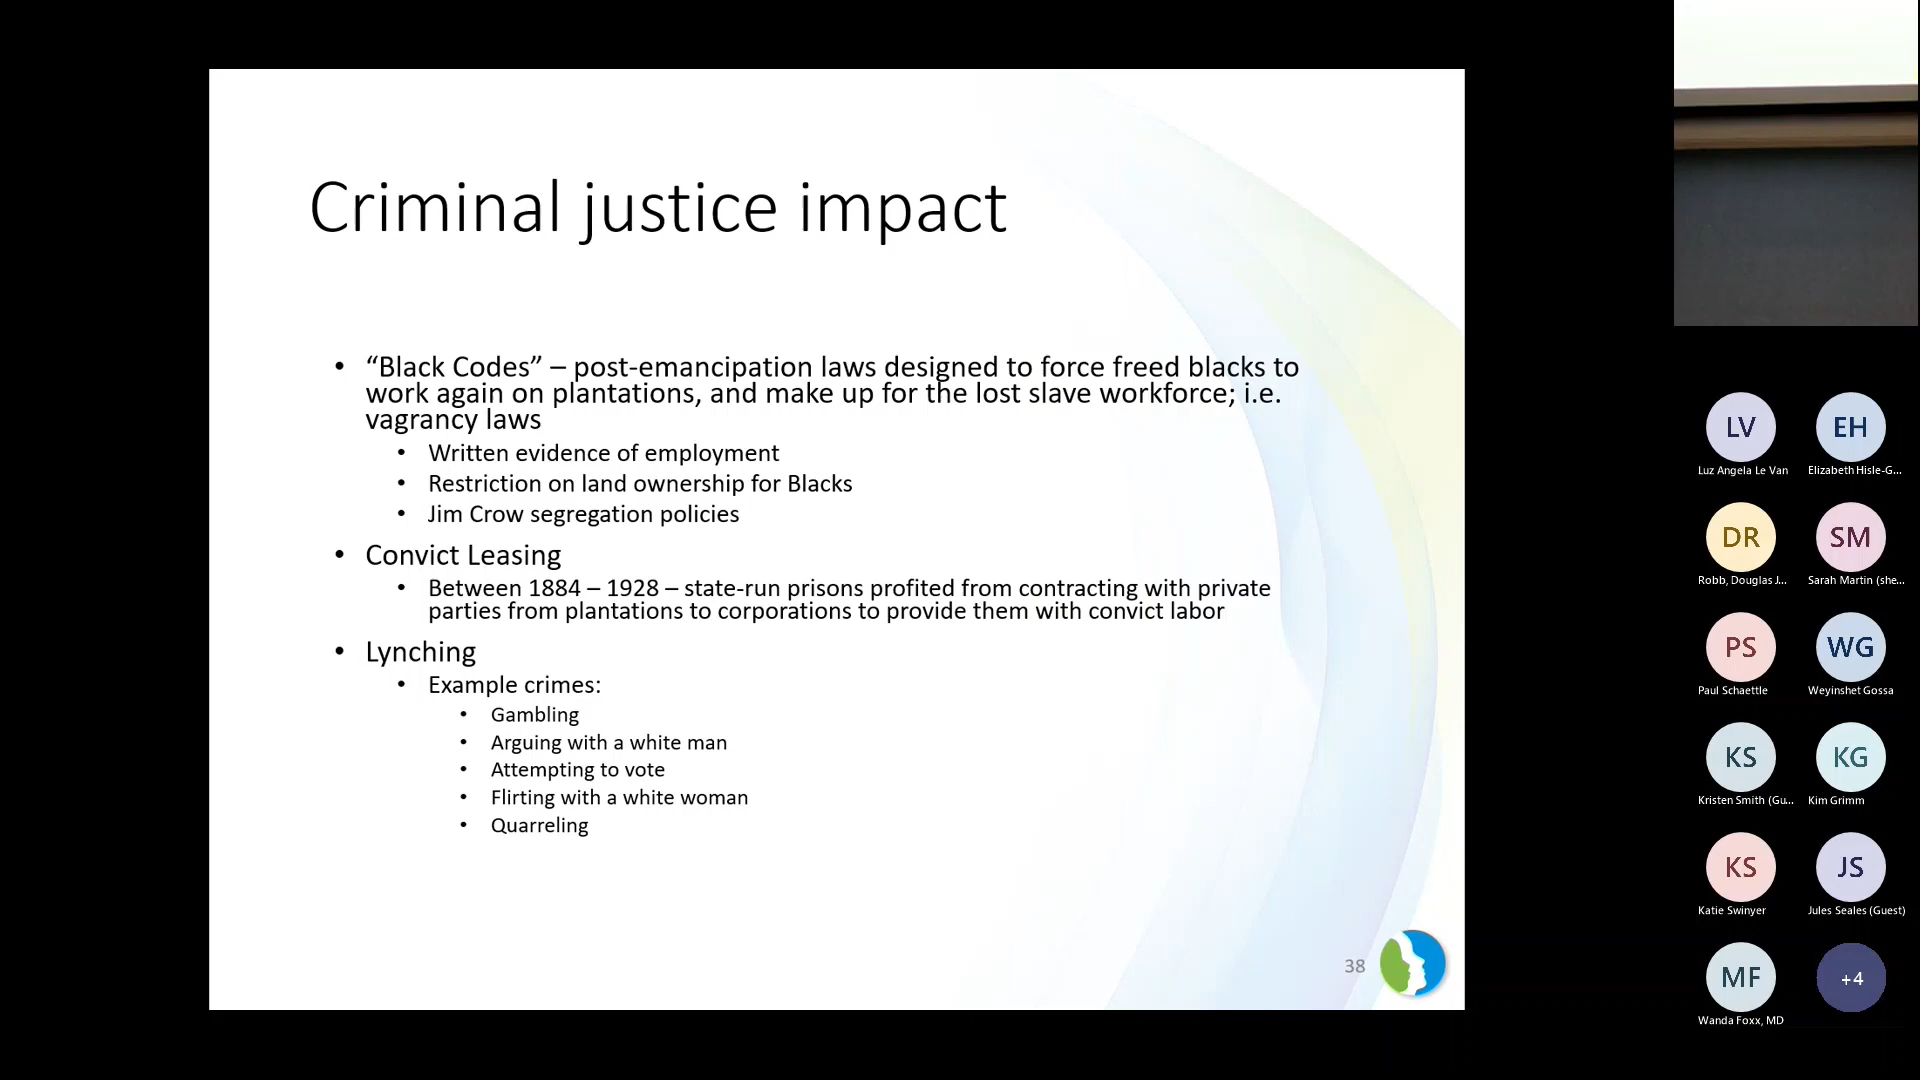 Criminal justice impact
• “Black Codes” – post-emancipation laws designed to force freed blacks to
work again on plantations, and make up for the lost slave workforce; i.e.
vagrancy laws
• Written evidence of employment
• Restriction on land ownership for Blacks
• Jim Crow segregation policies
• Convict Leasing
• Between 1884 – 1928 – state-run prisons profited from contracting with private
parties from plantations to corporations to provide them with convict labor
• Lynching
• Example crimes:
• Gambling
• Arguing with a white man
• Attempting to vote
• Flirting with a white woman
• Quarreling
38
LV EH
Luz Angela Le Van Elizabeth Hisle-G...
DR SM
Robb, Douglas J... Sarah Martin (she...
PS WG
Paul Schaettle Weyinshet Gossa
KS KG
Kristen Smith (Gu... Kim Grimm
KS JS
Katie Swinyer Jules Seales (Guest)
MF +4
Wanda Foxx, MD